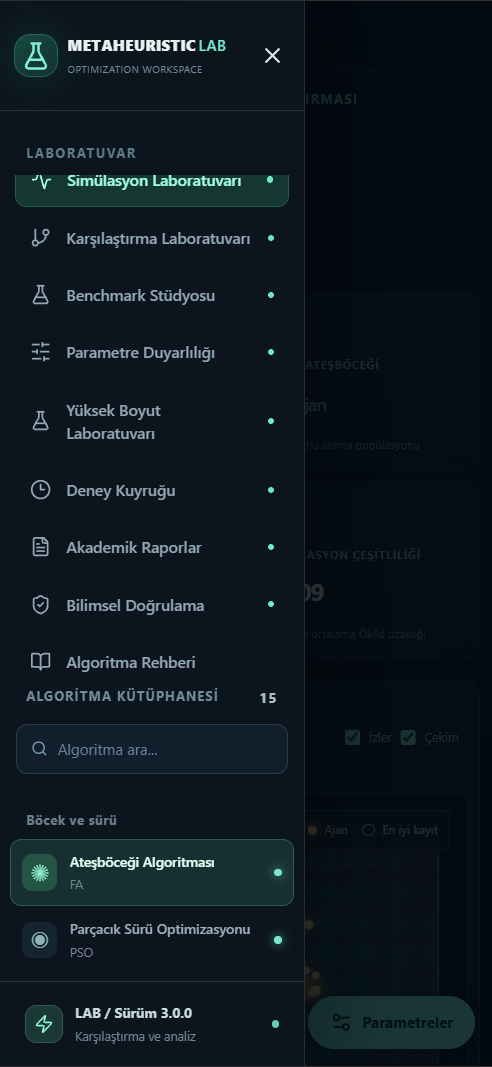 METAHEURISTIC LAB
OPTIMIZATION WORKSPACE
IRMASI
LABORATUVAR
Simülasyon Laboratuvarı
Karşılaştırma Laboratuvarı
Benchmark Stüdyosu
Parametre Duyarlılığı
ATEŞBÖCEĞİ
Yüksek Boyut
Laboratuvarı
jan
tlu arama popülasyonu
Deney Kuyruğu
Akademik Raporlar
ASYON ÇEŞİTLİLİĞİ
Bilimsel Doğrulama
09
e ortalama Öklid uzaklığı
Algoritma Rehberi
ALGORİTMA KÜTÜPHANESİ 15
Algoritma ara...
İzler Çekim
Böcek ve sürü
Ajan En iyi kayıt
Ateşböceği Algoritması
FA
Parçacık Sürü Optimizasyonu
PSO
LAB / Sürüm 3.0.0
Karşılaştırma ve analiz
Parametreler